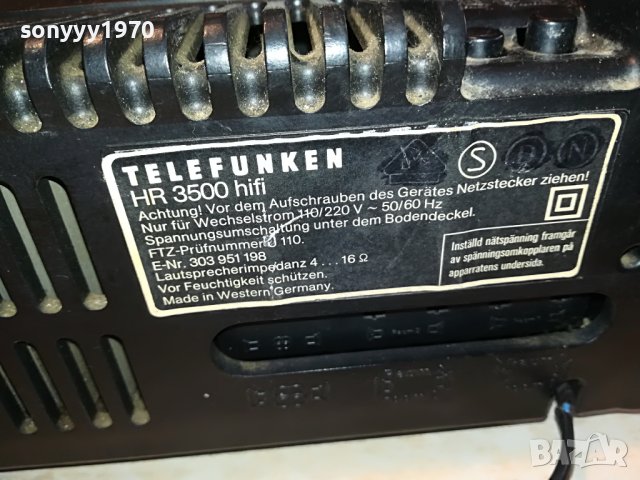 sonyyy1970
TELEFUNKEN
HR 3500 hifi
Achtung! Vor dem Aufschrauben des Gerätes Netzstecker ziehen!
Nur für Wechselstrom 110/220 V ~ 50/60 Hz
Spannungsumschaltung unter dem Bodendeckel.
FTZ-Prüfnummer U 110.
E-Nr. 303 951 198
Lautsprecherimpedanz 4 . . . 16 Ω
Vor Feuchtigkeit schützen.
Made in Western Germany.
S D N
Inställd nätspänning framgår
av spänningsomkopplaren på
apparatens undersida.
BAZAR
bg